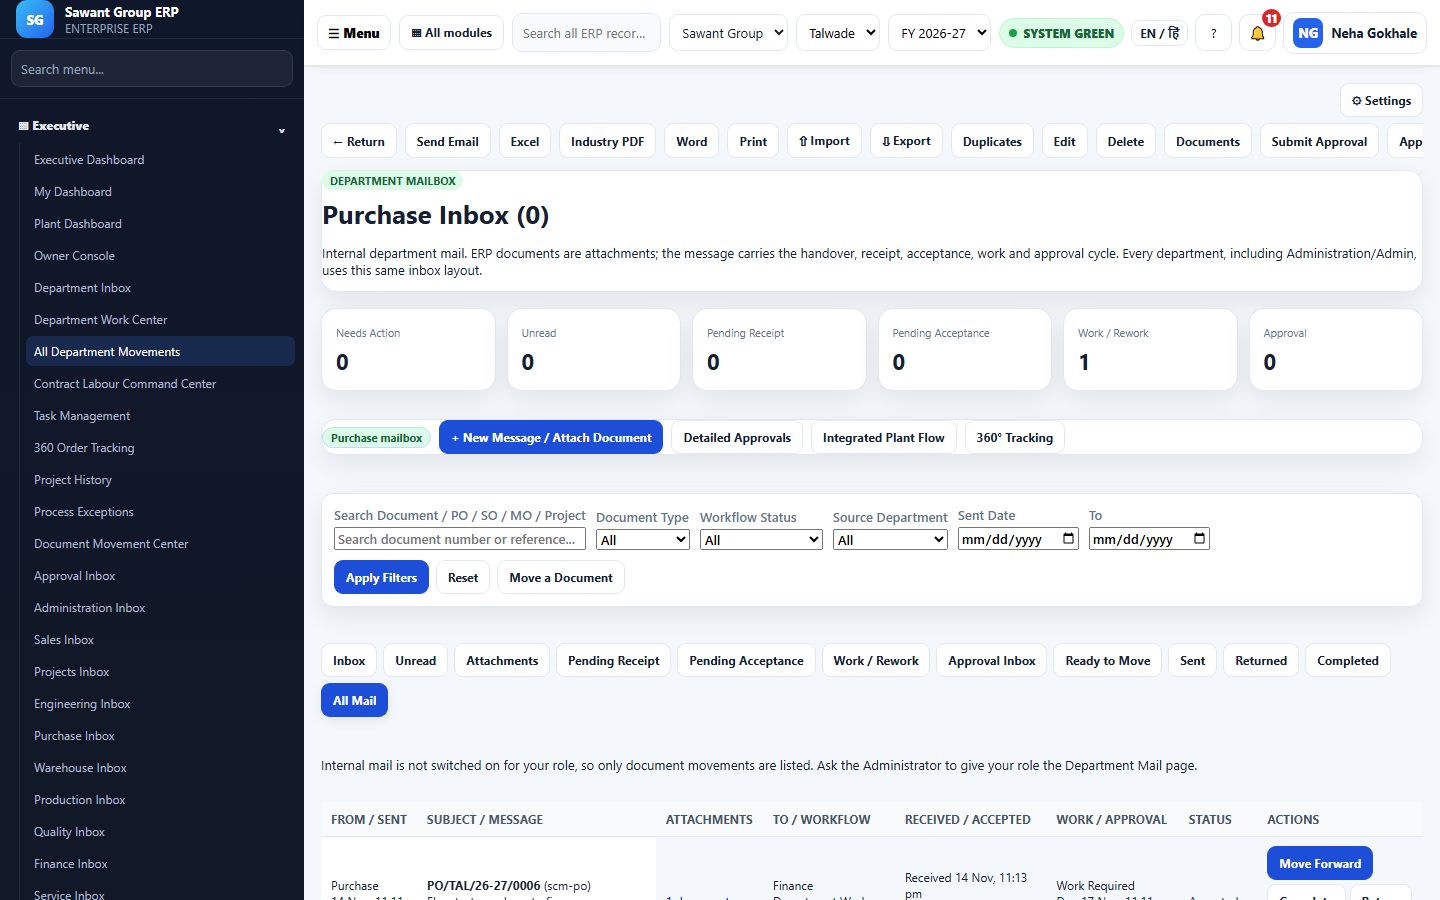 SG
Sawant Group ERP
ENTERPRISE ERP
Search menu...
Executive
Executive Dashboard
My Dashboard
Plant Dashboard
Owner Console
Department Inbox
Department Work Center
All Department Movements
Contract Labour Command Center
Task Management
360 Order Tracking
Project History
Process Exceptions
Document Movement Center
Approval Inbox
Administration Inbox
Sales Inbox
Projects Inbox
Engineering Inbox
Purchase Inbox
Warehouse Inbox
Production Inbox
Quality Inbox
Finance Inbox
Service Inbox
☰ Menu
All modules
Search all ERP recor...
Sawant Group
Talwade
FY 2026-27
SYSTEM GREEN
EN / हिं
?
11
NG
Neha Gokhale
⚙ Settings
← Return
Send Email
Excel
Industry PDF
Word
Print
⇧ Import
⇩ Export
Duplicates
Edit
Delete
Documents
Submit Approval
App
DEPARTMENT MAILBOX
Purchase Inbox (0)
Internal department mail. ERP documents are attachments; the message carries the handover, receipt, acceptance, work and approval cycle. Every department, including Administration/Admin,
uses this same inbox layout.
Needs Action
0
Unread
0
Pending Receipt
0
Pending Acceptance
0
Work / Rework
1
Approval
0
Purchase mailbox
+ New Message / Attach Document
Detailed Approvals
Integrated Plant Flow
360° Tracking
Search Document / PO / SO / MO / Project
Search document number or reference...
Document Type
All
Workflow Status
All
Source Department
All
Sent Date
mm/dd/yyyy
To
mm/dd/yyyy
Apply Filters
Reset
Move a Document
Inbox
Unread
Attachments
Pending Receipt
Pending Acceptance
Work / Rework
Approval Inbox
Ready to Move
Sent
Returned
Completed
All Mail
Internal mail is not switched on for your role, so only document movements are listed. Ask the Administrator to give your role the Department Mail page.
FROM / SENT
SUBJECT / MESSAGE
ATTACHMENTS
TO / WORKFLOW
RECEIVED / ACCEPTED
WORK / APPROVAL
STATUS
ACTIONS
Purchase
PO/TAL/26-27/0006 (scm-po)
Finance
Received 14 Nov, 11:13
pm
Work Required
Move Forward